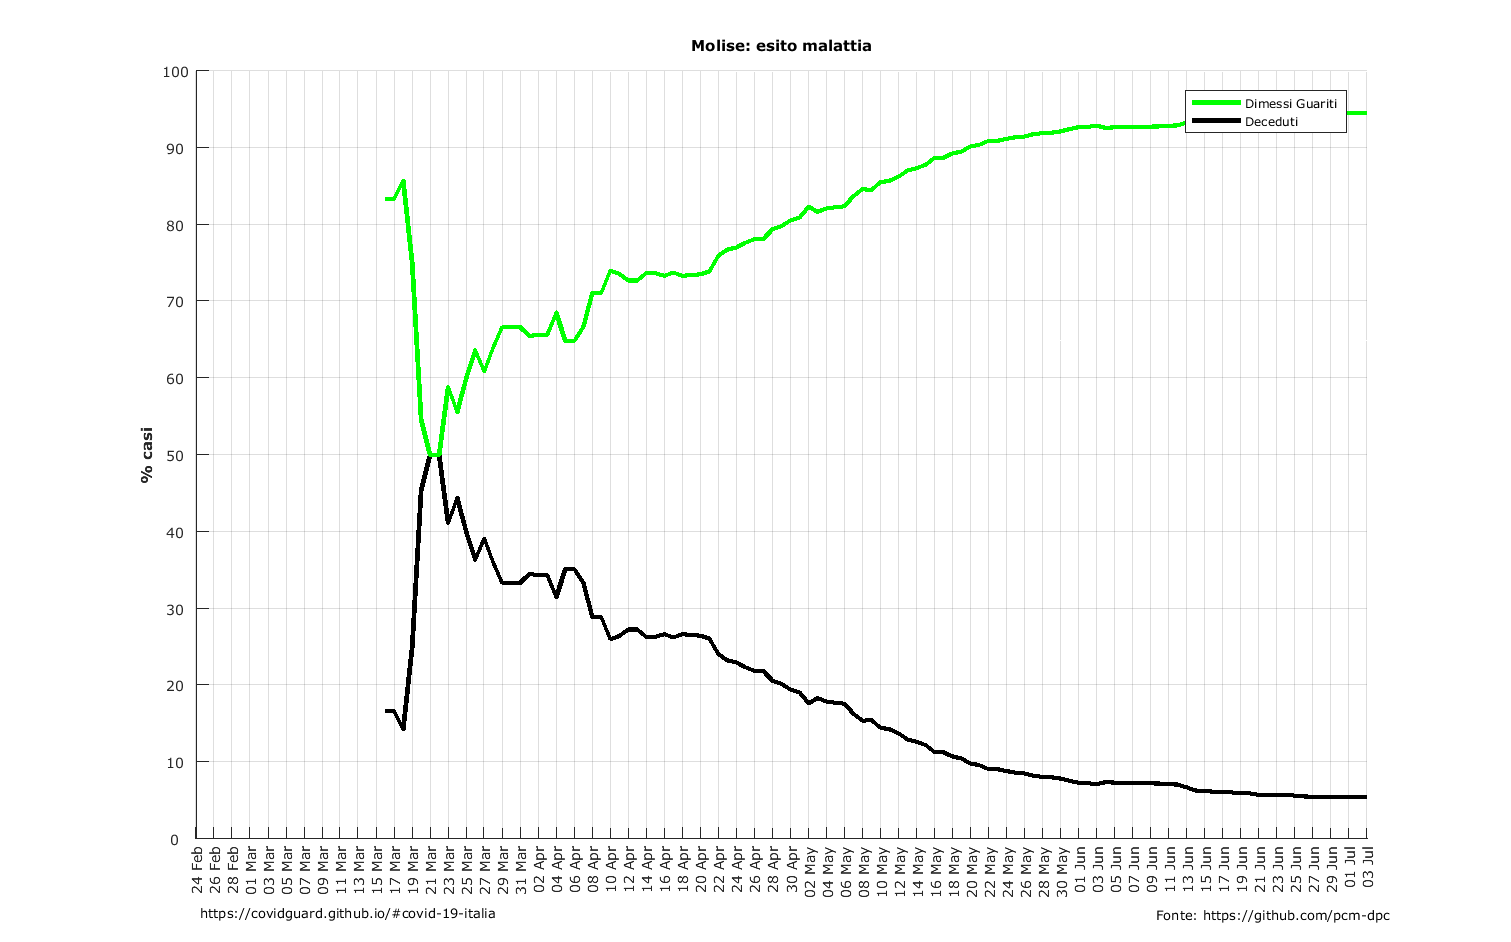 Molise: esito malattia
100
90
80
70
60
50
40
30
20
10
0
% casi
Dimessi Guariti
Deceduti
24 Feb
26 Feb
28 Feb
01 Mar
03 Mar
05 Mar
07 Mar
09 Mar
11 Mar
13 Mar
15 Mar
17 Mar
19 Mar
21 Mar
23 Mar
25 Mar
27 Mar
29 Mar
31 Mar
02 Apr
04 Apr
06 Apr
08 Apr
10 Apr
12 Apr
14 Apr
16 Apr
18 Apr
20 Apr
22 Apr
24 Apr
26 Apr
28 Apr
30 Apr
02 May
04 May
06 May
08 May
10 May
12 May
14 May
16 May
18 May
20 May
22 May
24 May
26 May
28 May
30 May
01 Jun
03 Jun
05 Jun
07 Jun
09 Jun
11 Jun
13 Jun
15 Jun
17 Jun
19 Jun
21 Jun
23 Jun
25 Jun
27 Jun
29 Jun
01 Jul
03 Jul
https://covidguard.github.io/#covid-19-italia
Fonte: https://github.com/pcm-dpc